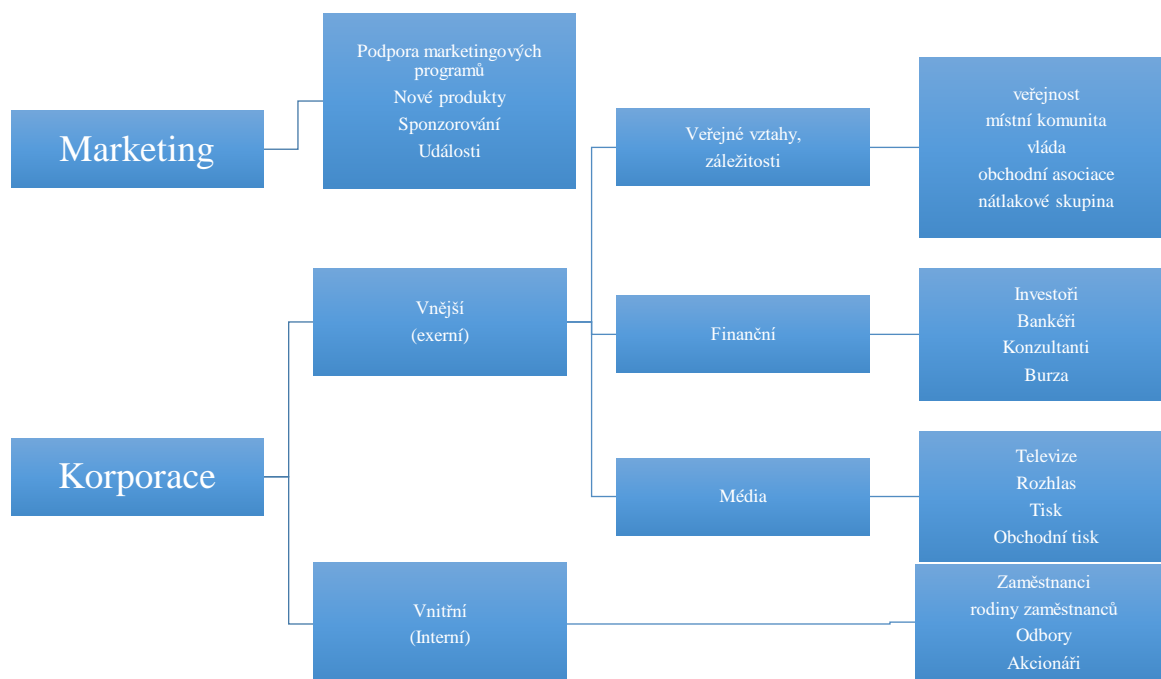 Marketing
Podpora marketingových
programů
Nové produkty
Sponzorování
Události
Korporace
Vnější
(exerní)
Veřejné vztahy,
záležitosti
veřejnost
místní komunita
vláda
obchodní asociace
nátlakové skupina
Finanční
Investoři
Bankéři
Konzultanti
Burza
Média
Televize
Rozhlas
Tisk
Obchodní tisk
Vnitřní
(Interní)
Zaměstnanci
rodiny zaměstnanců
Odbory
Akcionáři